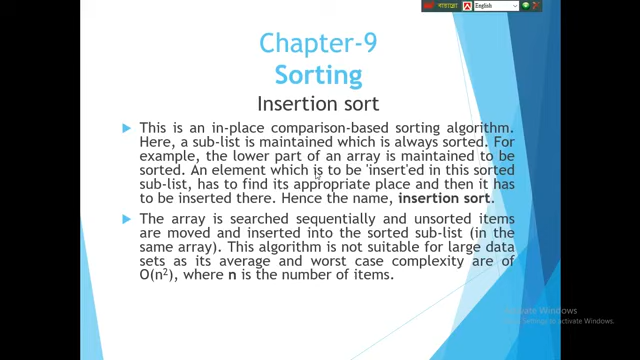 বাংলা English
Chapter-9
Sorting
Insertion sort
This is an in-place comparison-based sorting algorithm.
Here, a sub-list is maintained which is always sorted. For
example, the lower part of an array is maintained to be
sorted. An element which is to be 'insert'ed in this sorted
sub-list, has to find its appropriate place and then it has
to be inserted there. Hence the name, insertion sort.
The array is searched sequentially and unsorted items
are moved and inserted into the sorted sub-list (in the
same array). This algorithm is not suitable for large data
sets as its average and worst case complexity are of
O(n²), where n is the number of items.
Activate Windows
Settings to activate Windows.